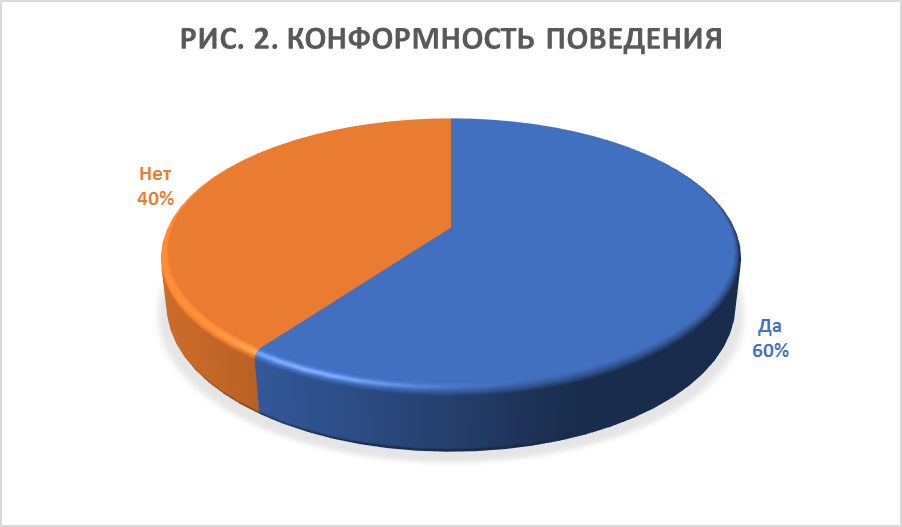 РИС. 2. КОНФОРМНОСТЬ ПОВЕДЕНИЯ
Нет
40%
Да
60%